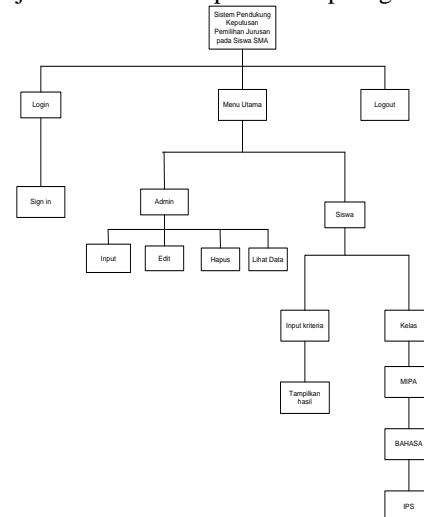 Sistem Pendukung
Keputusan
Pemilihan Jurusan
pada Siswa SMA
Login
Menu Utama
Logout
Sign in
Admin
Siswa
Input
Edit
Hapus
Lihat Data
Input kriteria
Kelas
Tampilkan
hasil
MIPA
BAHASA
IPS